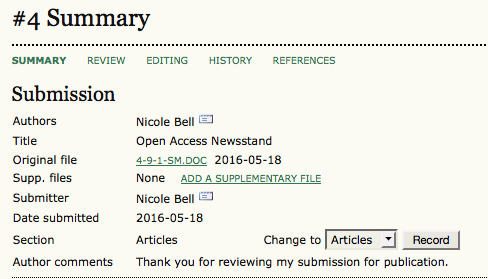 #4 Summary
SUMMARY REVIEW EDITING HISTORY REFERENCES
Submission
Authors Nicole Bell
Title Open Access Newsstand
Original file 4-9-1-SM.DOC 2016-05-18
Supp. files None ADD A SUPPLEMENTARY FILE
Submitter Nicole Bell
Date submitted 2016-05-18
Section Articles Change to Articles Record
Author comments Thank you for reviewing my submission for publication.